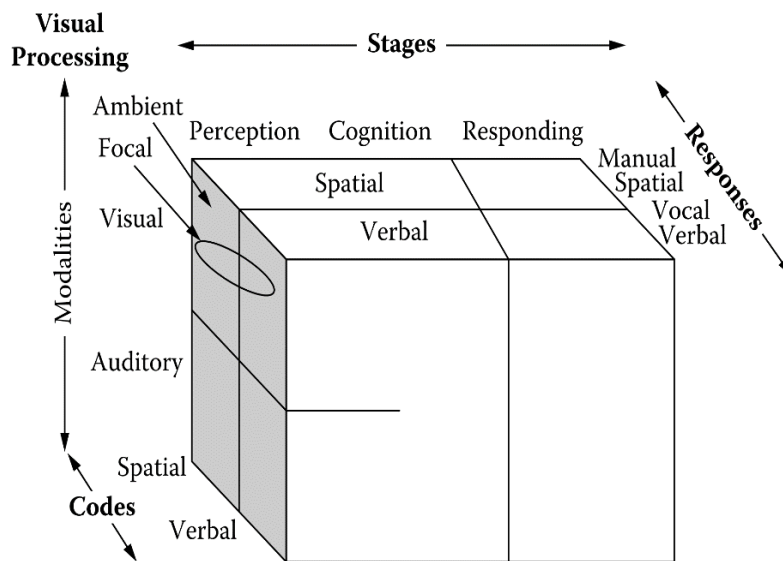 Visual
Processing
Stages
Ambient
Perception Cognition Responding
Focal
Manual
Spatial
Spatial
Responses
Visual
Verbal
Vocal
Verbal
Modalities
Auditory
Spatial
Codes
Verbal